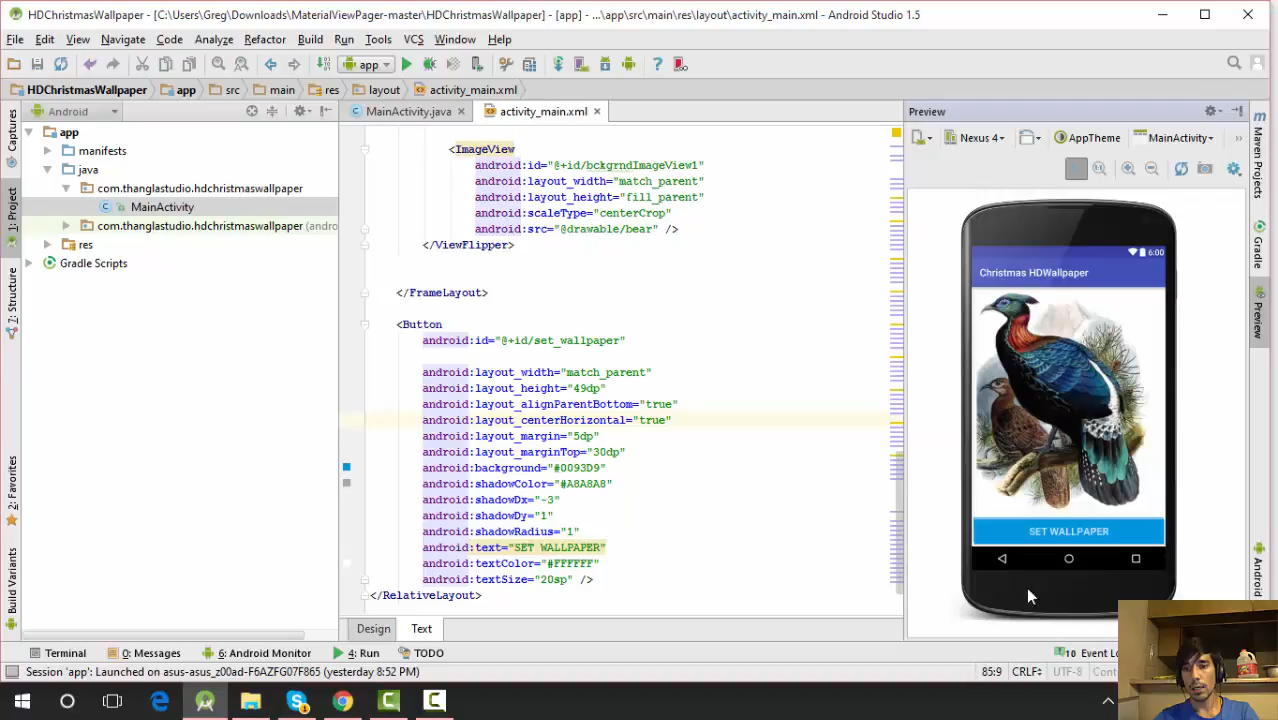 HDChristmasWallpaper - [C:\Users\Greg\Downloads\MaterialViewPager-master\HDChristmasWallpaper] - [app] - ...\app\src\main\res\layout\activity_main.xml - Android Studio 1.5
File Edit View Navigate Code Analyze Refactor Build Run Tools VCS Window Help
app
HDChristmasWallpaper app src main res layout activity_main.xml
Android
MainActivity.java
activity_main.xml
Preview
Captures
1: Project
7: Structure
2: Favorites
Build Variants
app
manifests
java
com.thanglastudio.hdchristmaswallpaper
MainActivity
com.thanglastudio.hdchristmaswallpaper (andro
res
Gradle Scripts
<ImageView
android:id="@+id/bckgrndImageView1"
android:layout_width="match_parent"
android:layout_height="fill_parent"
android:scaleType="centerCrop"
android:src="@drawable/bear" />
</ViewFlipper>
</FrameLayout>
<Button
android:id="@+id/set_wallpaper"
android:layout_width="match_parent"
android:layout_height="49dp"
android:layout_alignParentBottom="true"
android:layout_centerHorizontal="true"
android:layout_margin="5dp"
android:layout_marginTop="30dp"
android:background="#0093D9"
android:shadowColor="#A8A8A8"
android:shadowDx="-3"
android:shadowDy="1"
android:shadowRadius="1"
android:text="SET WALLPAPER"
android:textColor="#FFFFFF"
android:textSize="20sp" />
</RelativeLayout>
Design Text
Nexus 4 AppTheme MainActivity
6:00
Christmas HDWallpaper
SET WALLPAPER
Maven Projects
Gradle
Preview
Android
Terminal 0: Messages 6: Android Monitor 4: Run TODO
10 Event Lo
Session 'app': Launched on asus-asus_z00ad-F6AZFG07F865 (yesterday 8:52 PM)
85:9 CRLF UTF-8 Cont